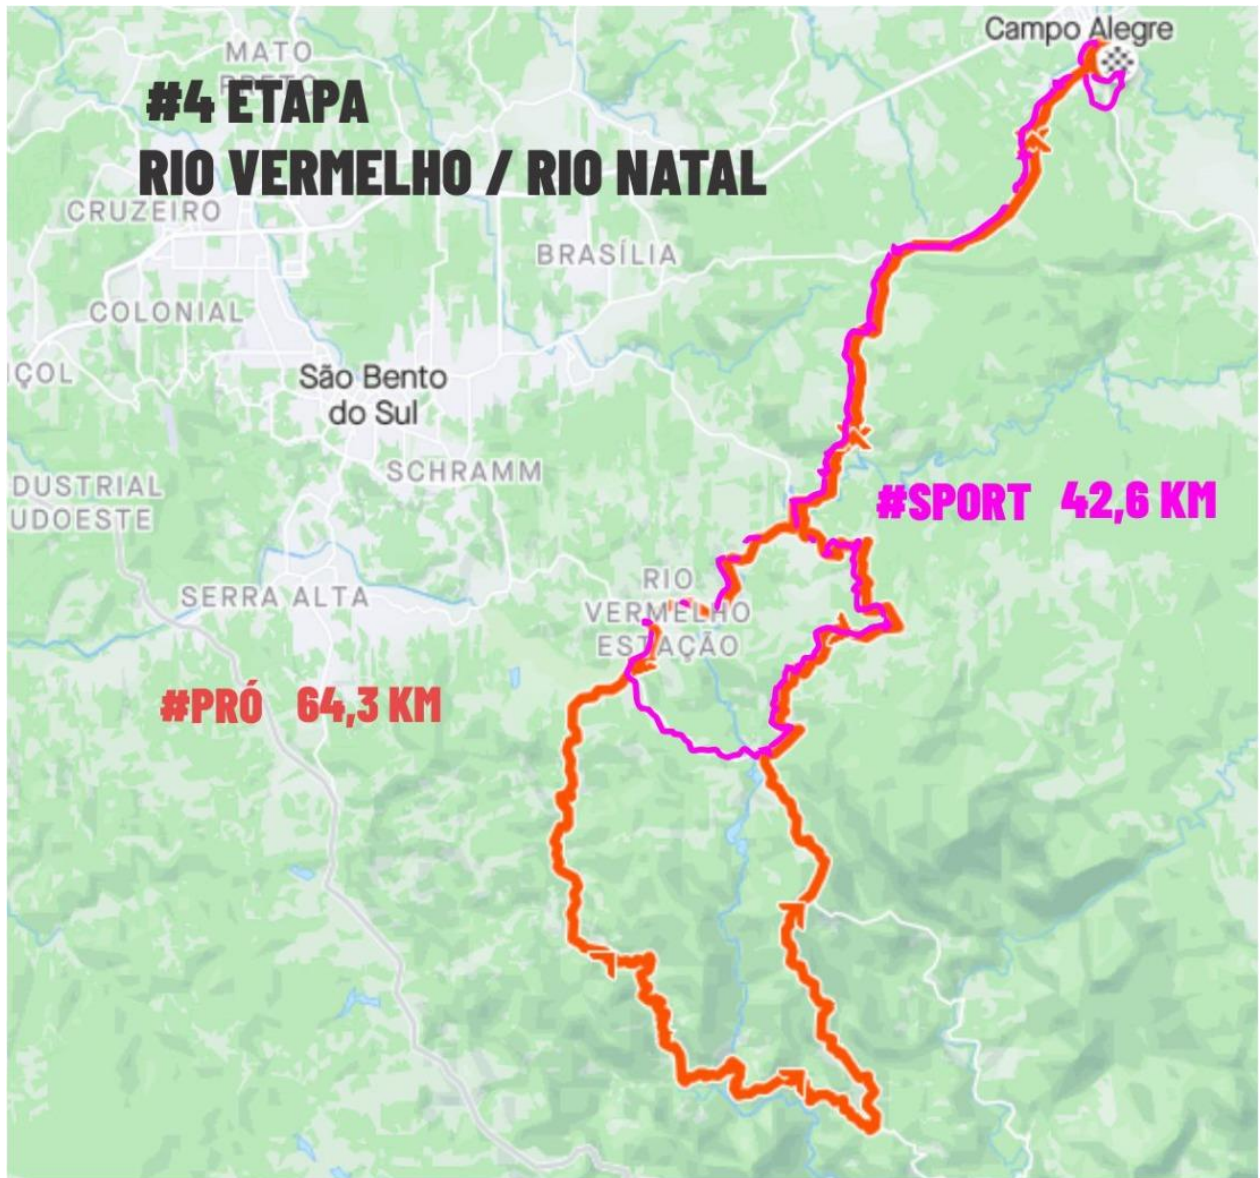 Campo Alegre
MATO
PRETO
#4 ETAPA
RIO VERMELHO / RIO NATAL
CRUZEIRO
BRASÍLIA
COLONIAL
IÇOL
São Bento
do Sul
SCHRAMM
DUSTRIAL
UDOESTE
#SPORT 42,6 KM
RIO
VERMELHO
ESTAÇÃO
SERRA ALTA
#PRÓ 64,3 KM